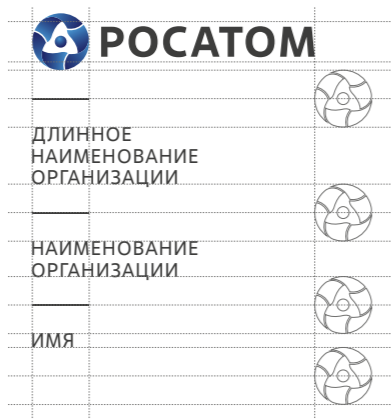 РОСАТОМ
ДЛИННОЕ
НАИМЕНОВАНИЕ
ОРГАНИЗАЦИИ
НАИМЕНОВАНИЕ
ОРГАНИЗАЦИИ
ИМЯ